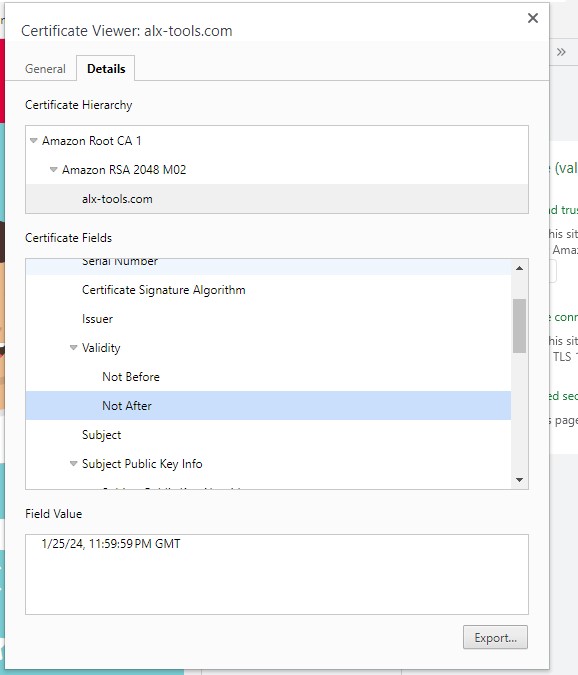 Certificate Viewer: alx-tools.com
General
Details
Certificate Hierarchy
Amazon Root CA 1
Amazon RSA 2048 M02
alx-tools.com
Certificate Fields
Serial Number
Certificate Signature Algorithm
Issuer
Validity
Not Before
Not After
Subject
Subject Public Key Info
Field Value
1/25/24, 11:59:59 PM GMT
Export...
»
(val
nd trus
his sit
Amaz
conn
his sit
TLS
ed sec
page